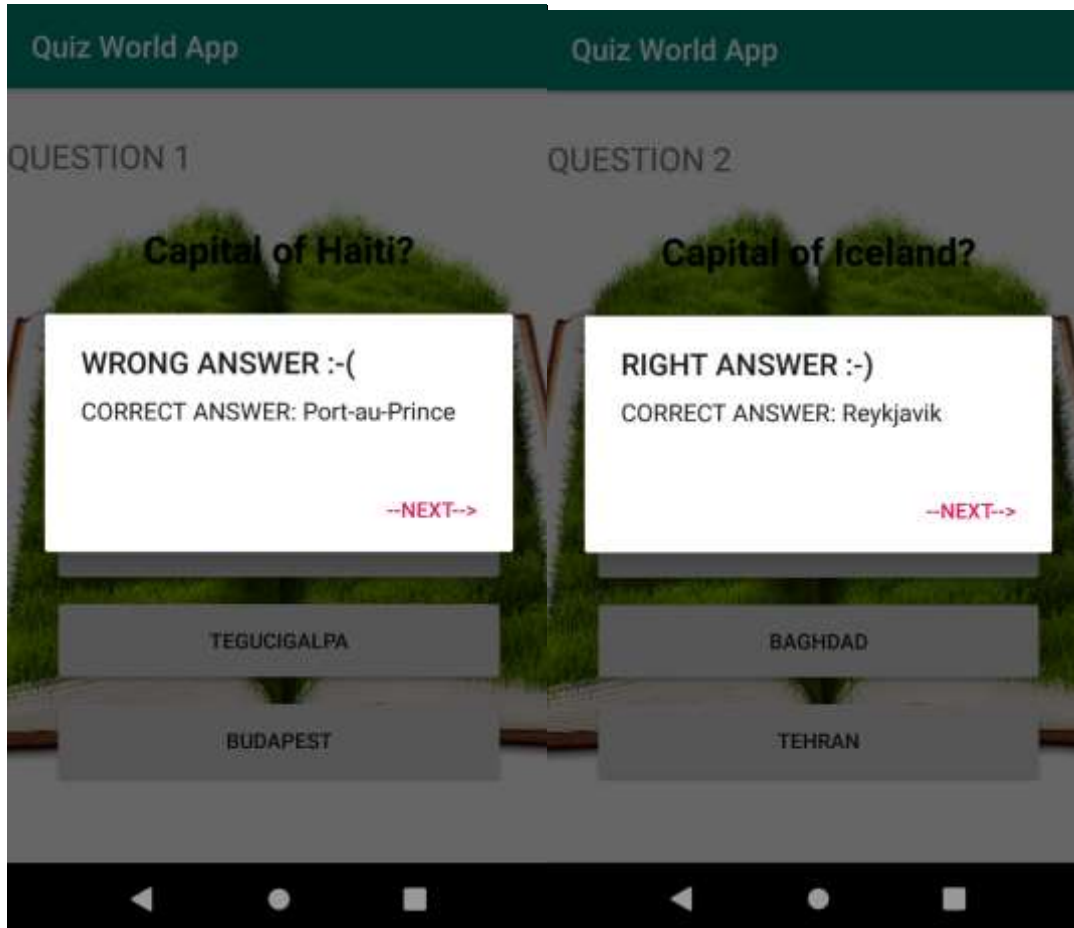 Quiz World App
QUESTION 1
Capital of Haiti?
WRONG ANSWER :-(
CORRECT ANSWER: Port-au-Prince
--NEXT-->
TEGUCIGALPA
BUDAPEST
Quiz World App
QUESTION 2
Capital of Iceland?
RIGHT ANSWER :-)
CORRECT ANSWER: Reykjavik
--NEXT-->
BAGHDAD
TEHRAN